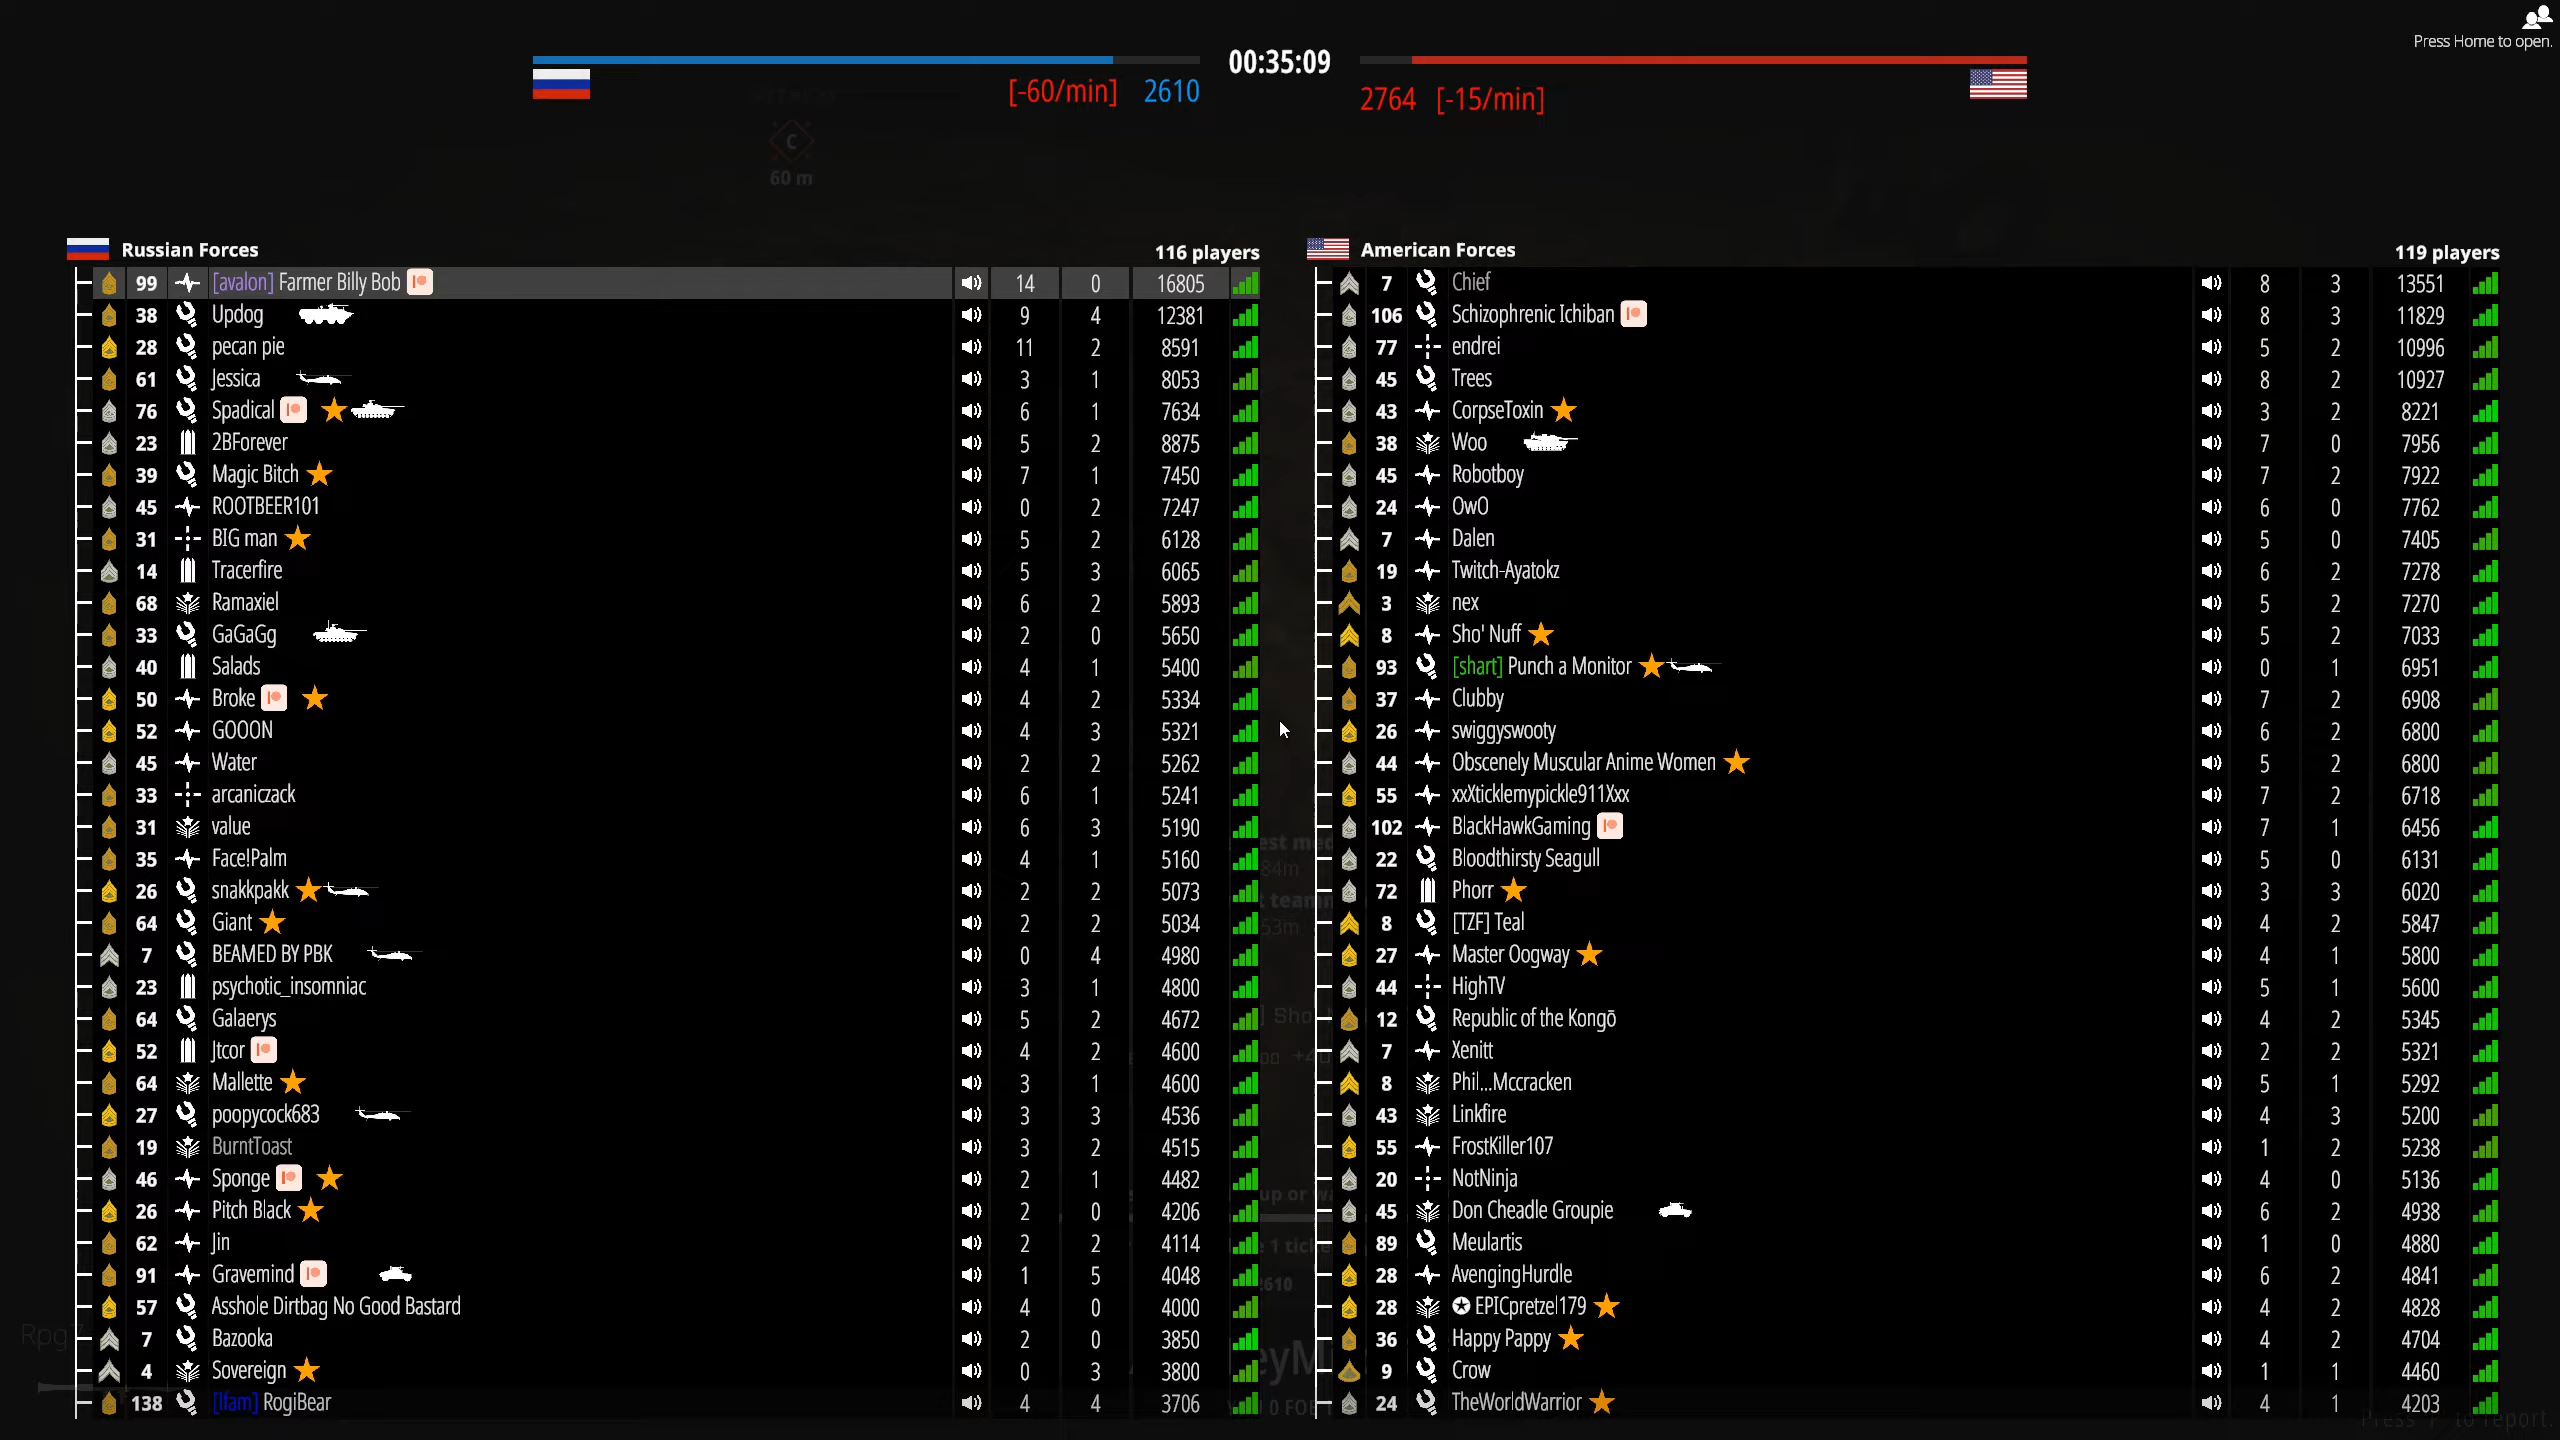 Press Home to open.
00:35:09
[-60/min] 2610
2764 [-15/min]
C
60 m
Russian Forces 116 players
99 [avalon] Farmer Billy Bob 14 0 16805
38 Updog 9 4 12381
28 pecan pie 11 2 8591
61 Jessica 3 1 8053
76 Spadical 6 1 7634
23 2BForever 5 2 8875
39 Magic Bitch 7 1 7450
45 ROOTBEER101 0 2 7247
31 BIG man 5 2 6128
14 Tracerfire 5 3 6065
68 Ramaxiel 6 2 5893
33 GaGaGg 2 0 5650
40 Salads 4 1 5400
50 Broke 4 2 5334
52 GOOON 4 3 5321
45 Water 2 2 5262
33 arcaniczack 6 1 5241
31 value 6 3 5190
35 Face!Palm 4 1 5160
26 snakkpakk 2 2 5073
64 Giant 2 2 5034
7 BEAMED BY PBK 0 4 4980
23 psychotic_insomniac 3 1 4800
64 Galaerys 5 2 4672
52 Jtcor 4 2 4600
64 Mallette 3 1 4600
27 poopycock683 3 3 4536
19 BurntToast 3 2 4515
46 Sponge 2 1 4482
26 Pitch Black 2 0 4206
62 Jin 2 2 4114
91 Gravemind 1 5 4048
57 Asshole Dirtbag No Good Bastard 4 0 4000
7 Bazooka 2 0 3850
4 Sovereign 0 3 3800
138 [lfam] RogiBear 4 4 3706
American Forces 119 players
7 Chief 8 3 13551
106 Schizophrenic Ichiban 8 3 11829
77 endrei 5 2 10996
45 Trees 8 2 10927
43 CorpseToxin 3 2 8221
38 Woo 7 0 7956
45 Robotboy 7 2 7922
24 OwO 6 0 7762
7 Dalen 5 0 7405
19 Twitch-Ayatokz 6 2 7278
3 nex 5 2 7270
8 Sho' Nuff 5 2 7033
93 [shart] Punch a Monitor 0 1 6951
37 Clubby 7 2 6908
26 swiggyswooty 6 2 6800
44 Obscenely Muscular Anime Women 5 2 6800
55 xxXticklemypickle911Xxx 7 2 6718
102 BlackHawkGaming 7 1 6456
22 Bloodthirsty Seagull 5 0 6131
72 Phorr 3 3 6020
8 [TZF] Teal 4 2 5847
27 Master Oogway 4 1 5800
44 HighTV 5 1 5600
12 Republic of the Kongō 4 2 5345
7 Xenitt 2 2 5321
8 Phil...Mccracken 5 1 5292
43 Linkfire 4 3 5200
55 FrostKiller107 1 2 5238
20 NotNinja 4 0 5136
45 Don Cheadle Groupie 6 2 4938
89 Meulartis 1 0 4880
28 AvengingHurdle 6 2 4841
28 EPICpretzel179 4 2 4828
36 Happy Pappy 4 2 4704
9 Crow 1 1 4460
24 TheWorldWarrior 4 1 4203